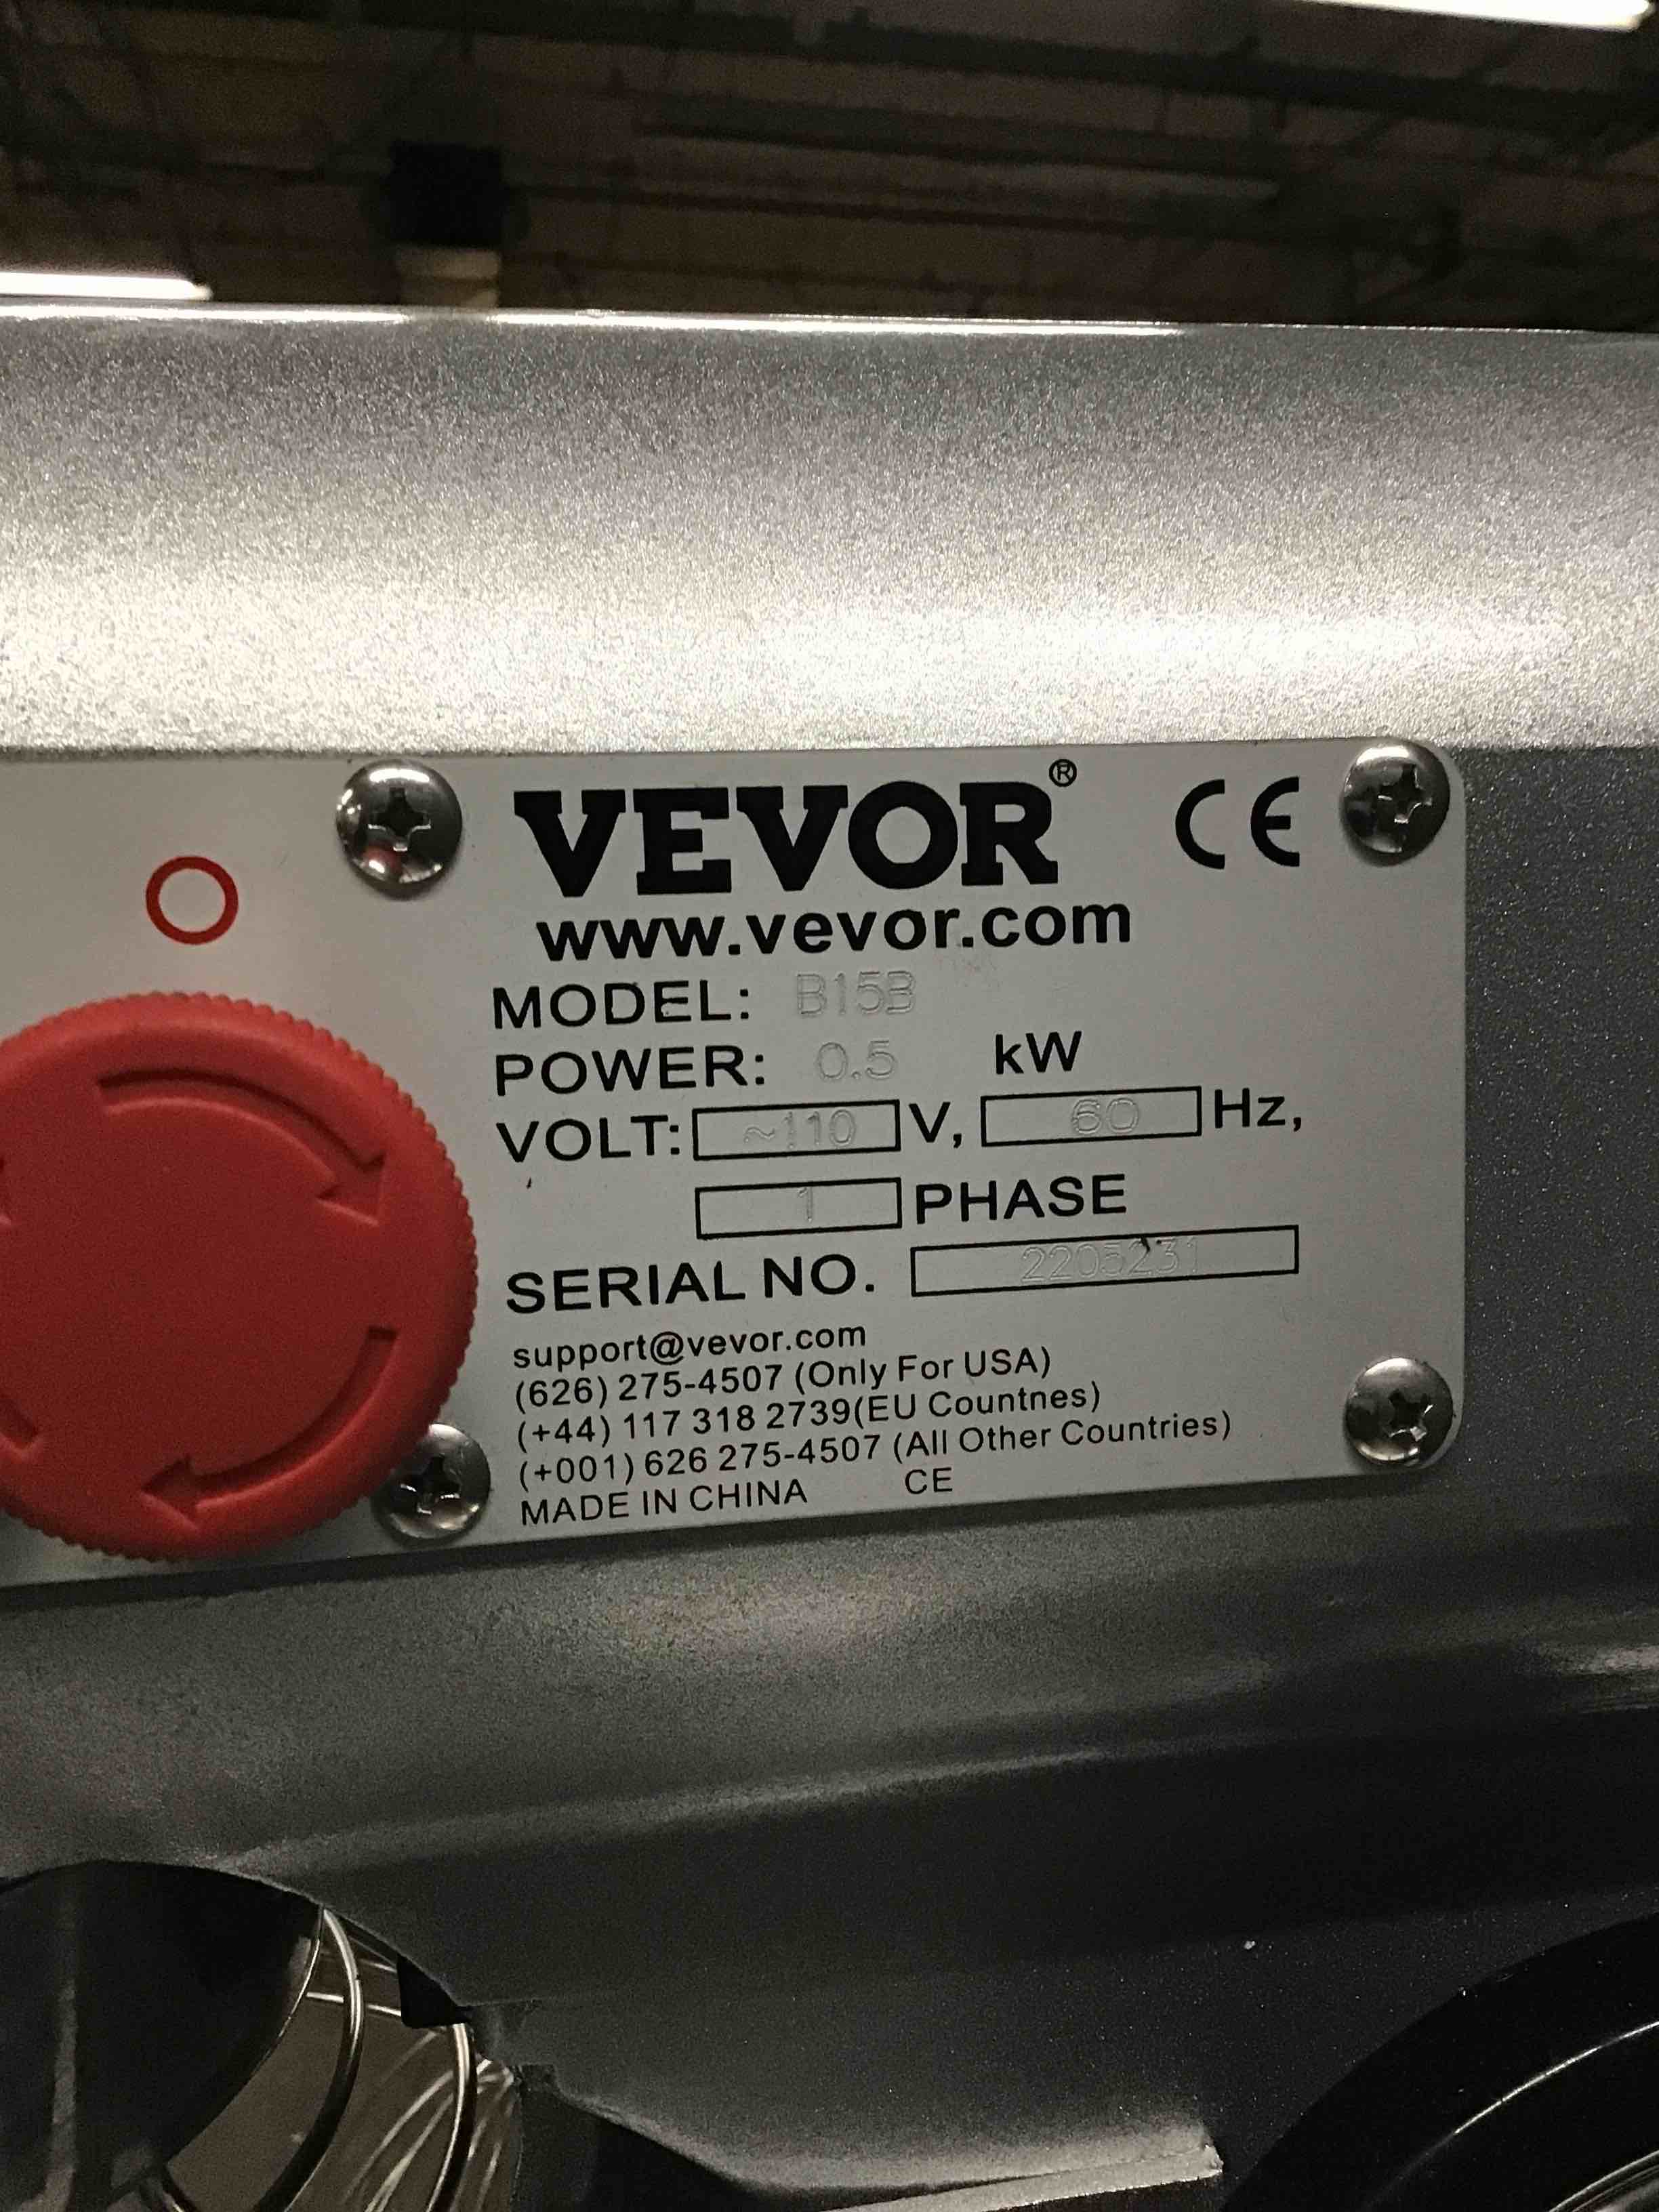 VEVOR®
CE
www.vevor.com
MODEL: B15B
POWER: 0.5 kW
VOLT: ~110 V, 60 Hz,
1 PHASE
SERIAL NO. 2205231
support@vevor.com
(626) 275-4507 (Only For USA)
(+44) 117 318 2739(EU Countnes)
(+001) 626 275-4507 (All Other Countries)
MADE IN CHINA CE